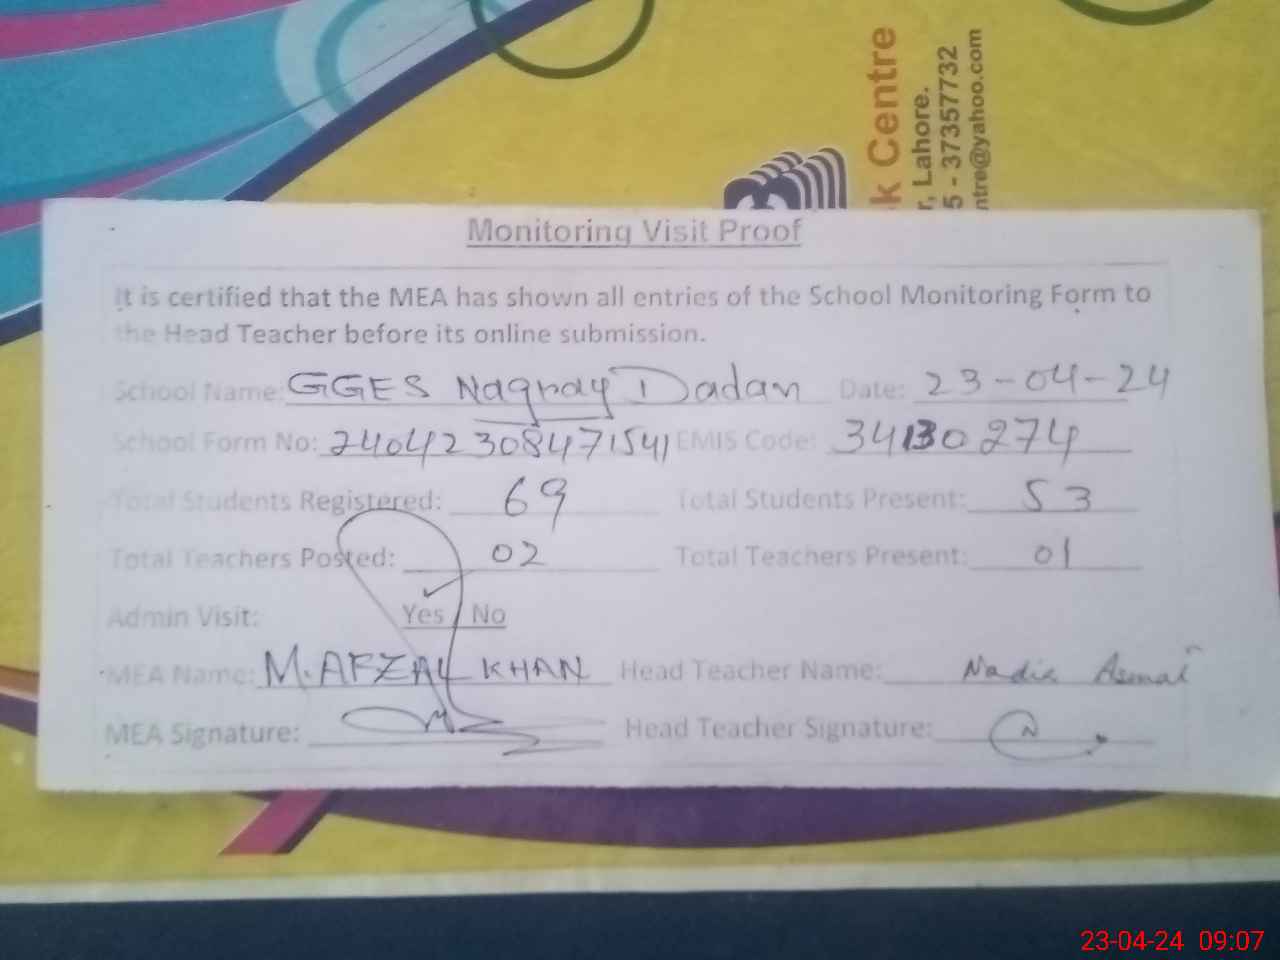 k Centre
r, Lahore.
5 - 37357732
ntre@yahoo.com
Monitoring Visit Proof
It is certified that the MEA has shown all entries of the School Monitoring Form to
the Head Teacher before its online submission.
School Name: GGES Nagray Dadan Date: 23-04-24
School Form No: 24042308471541 EMIS Code: 34130274
Total Students Registered: 69 Total Students Present: 53
Total Teachers Posted: 02 Total Teachers Present: 01
Admin Visit: Yes / No
MEA Name: M. AFZAL KHAN Head Teacher Name: Nadia Asmat
MEA Signature: Head Teacher Signature:
23-04-24 09:07